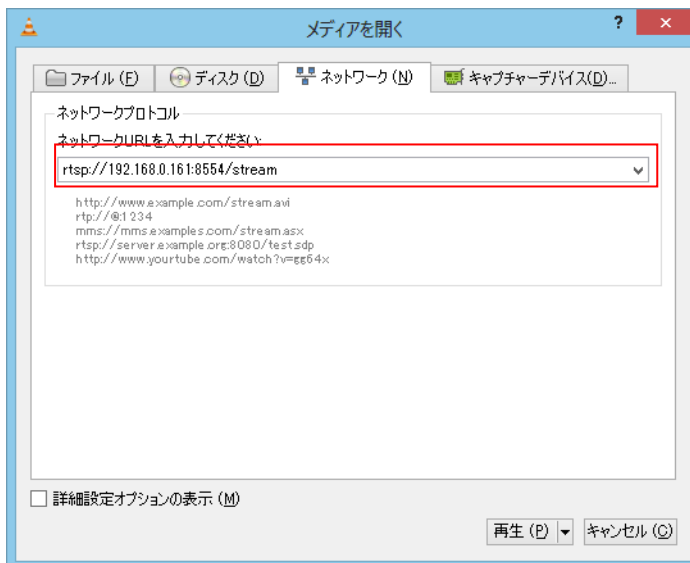 メディアを開く
?
ファイル (F)
ディスク (D)
ネットワーク (N)
キャプチャーデバイス(D)...
ネットワークプロトコル
ネットワークURLを入力してください:
rtsp://192.168.0.161:8554/stream
http://www.example.com/stream.avi
rtp://@:1234
mms://mms.examples.com/stream.asx
rtsp://server.example.org:8080/test.sdp
http://www.yourtube.com/watch?v=gg64x
詳細設定オプションの表示 (M)
再生 (P)
キャンセル (C)